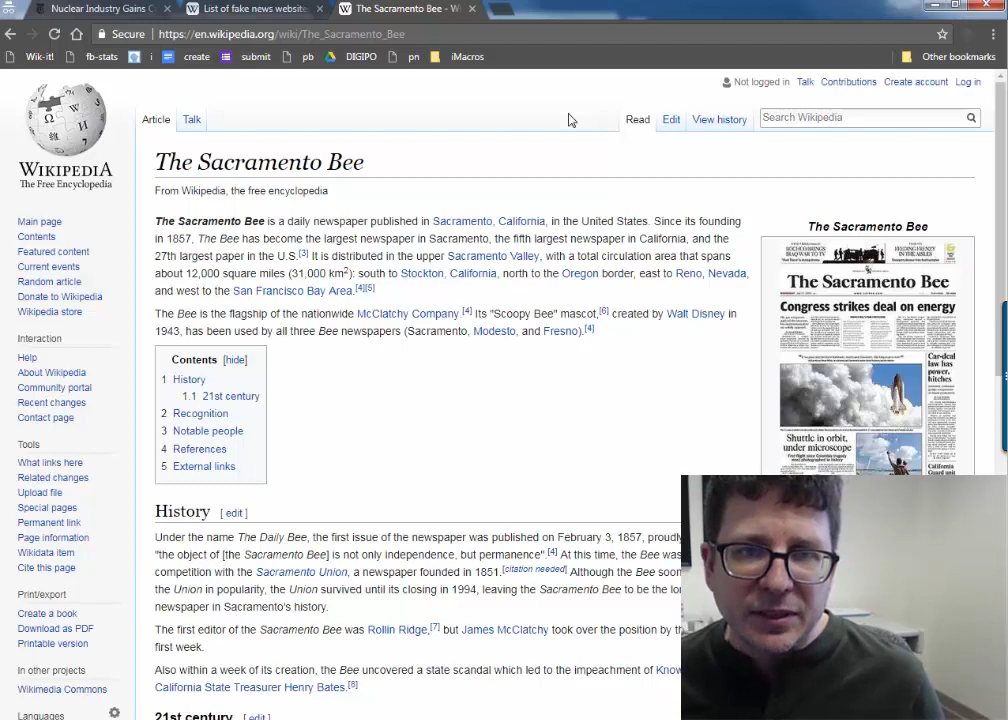 Nuclear Industry Gains C
List of fake news website
The Sacramento Bee - Wi
Secure https://en.wikipedia.org/wiki/The_Sacramento_Bee
Wik-it! fb-stats i create submit pb DIGIPO pn iMacros Other bookmarks
Not logged in Talk Contributions Create account Log in
Article Talk Read Edit View history Search Wikipedia
WIKIPEDIA
The Free Encyclopedia
Main page
Contents
Featured content
Current events
Random article
Donate to Wikipedia
Wikipedia store
Interaction
Help
About Wikipedia
Community portal
Recent changes
Contact page
Tools
What links here
Related changes
Upload file
Special pages
Permanent link
Page information
Wikidata item
Cite this page
Print/export
Create a book
Download as PDF
Printable version
In other projects
Wikimedia Commons
Languages
The Sacramento Bee
From Wikipedia, the free encyclopedia
The Sacramento Bee is a daily newspaper published in Sacramento, California, in the United States. Since its founding
in 1857, The Bee has become the largest newspaper in Sacramento, the fifth largest newspaper in California, and the
27th largest paper in the U.S.[3] It is distributed in the upper Sacramento Valley, with a total circulation area that spans
about 12,000 square miles (31,000 km2): south to Stockton, California, north to the Oregon border, east to Reno, Nevada,
and west to the San Francisco Bay Area.[4][5]
The Bee is the flagship of the nationwide McClatchy Company.[4] Its "Scoopy Bee" mascot,[6] created by Walt Disney in
1943, has been used by all three Bee newspapers (Sacramento, Modesto, and Fresno).[4]
Contents [hide]
1 History
1.1 21st century
2 Recognition
3 Notable people
4 References
5 External links
History [ edit ]
Under the name The Daily Bee, the first issue of the newspaper was published on February 3, 1857, proudly
"the object of [the Sacramento Bee] is not only independence, but permanence".[4] At this time, the Bee was
competition with the Sacramento Union, a newspaper founded in 1851.[citation needed] Although the Bee soon
the Union in popularity, the Union survived until its closing in 1994, leaving the Sacramento Bee to be the lo
newspaper in Sacramento's history.
The first editor of the Sacramento Bee was Rollin Ridge,[7] but James McClatchy took over the position by th
first week.
Also within a week of its creation, the Bee uncovered a state scandal which led to the impeachment of Know
California State Treasurer Henry Bates.[8]
21st century [ edit ]
The Sacramento Bee
The Sacramento Bee
Congress strikes deal on energy
Car-deal
law has
power,
hitches
Shuttle in orbit,
under microscope
California
Guard unit